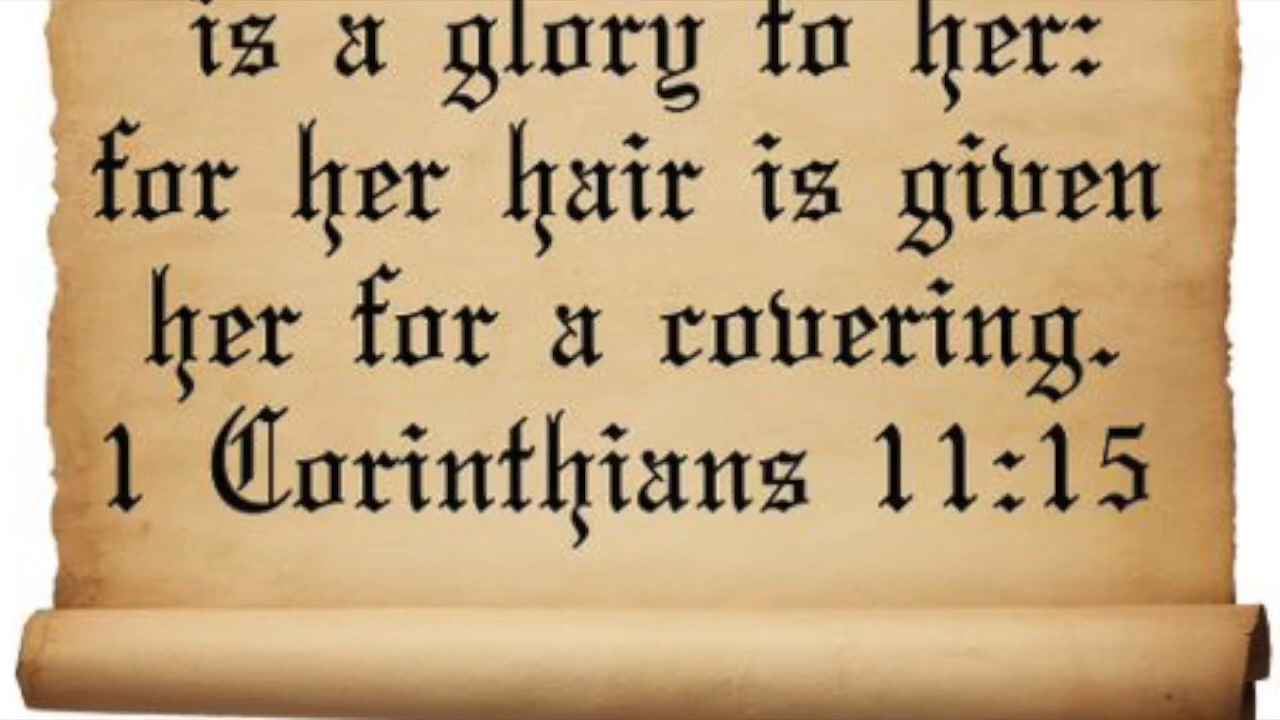 is a glory to her:
for her hair is given
her for a covering.
1 Corinthians 11:15